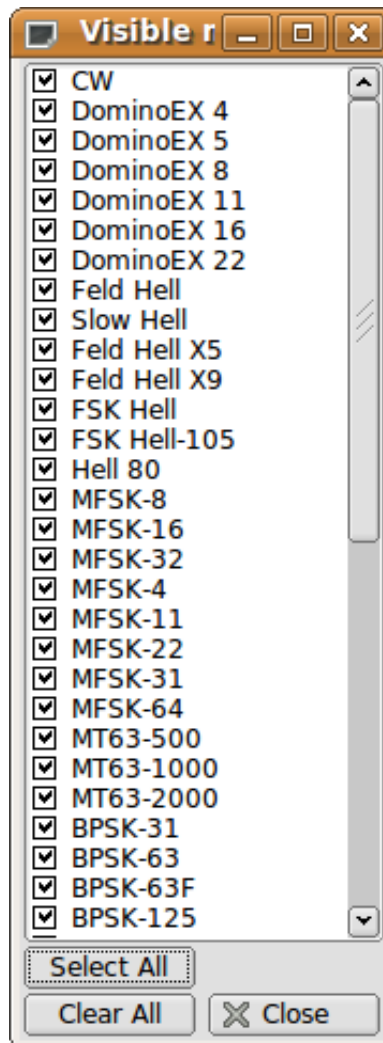 Visible r
CW
DominoEX 4
DominoEX 5
DominoEX 8
DominoEX 11
DominoEX 16
DominoEX 22
Feld Hell
Slow Hell
Feld Hell X5
Feld Hell X9
FSK Hell
FSK Hell-105
Hell 80
MFSK-8
MFSK-16
MFSK-32
MFSK-4
MFSK-11
MFSK-22
MFSK-31
MFSK-64
MT63-500
MT63-1000
MT63-2000
BPSK-31
BPSK-63
BPSK-63F
BPSK-125
Select All
Clear All Close